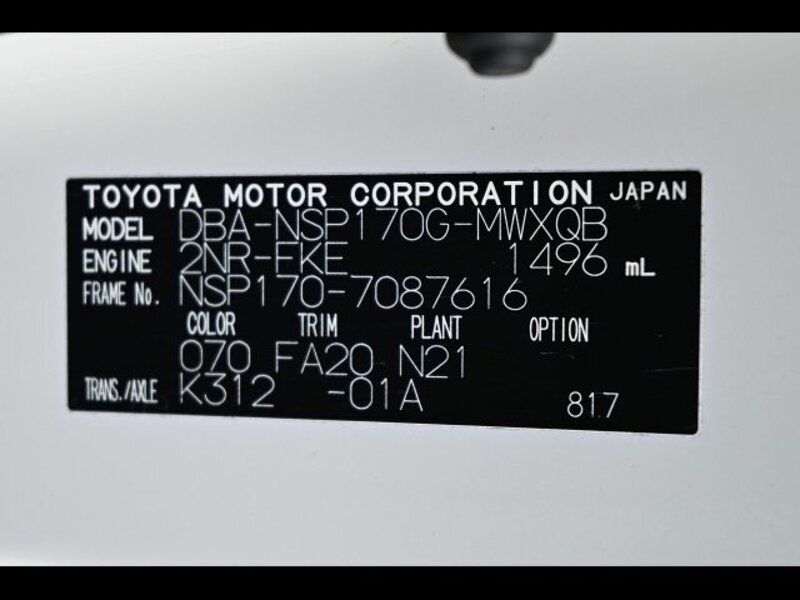 TOYOTA MOTOR CORPORATION JAPAN
MODEL DBA-NSP170G-MWXQB
ENGINE 2NR-FKE 1496 mL
FRAME No. NSP170-7087616
COLOR TRIM PLANT OPTION
070 FA20 N21
TRANS./AXLE K312 -01A 817